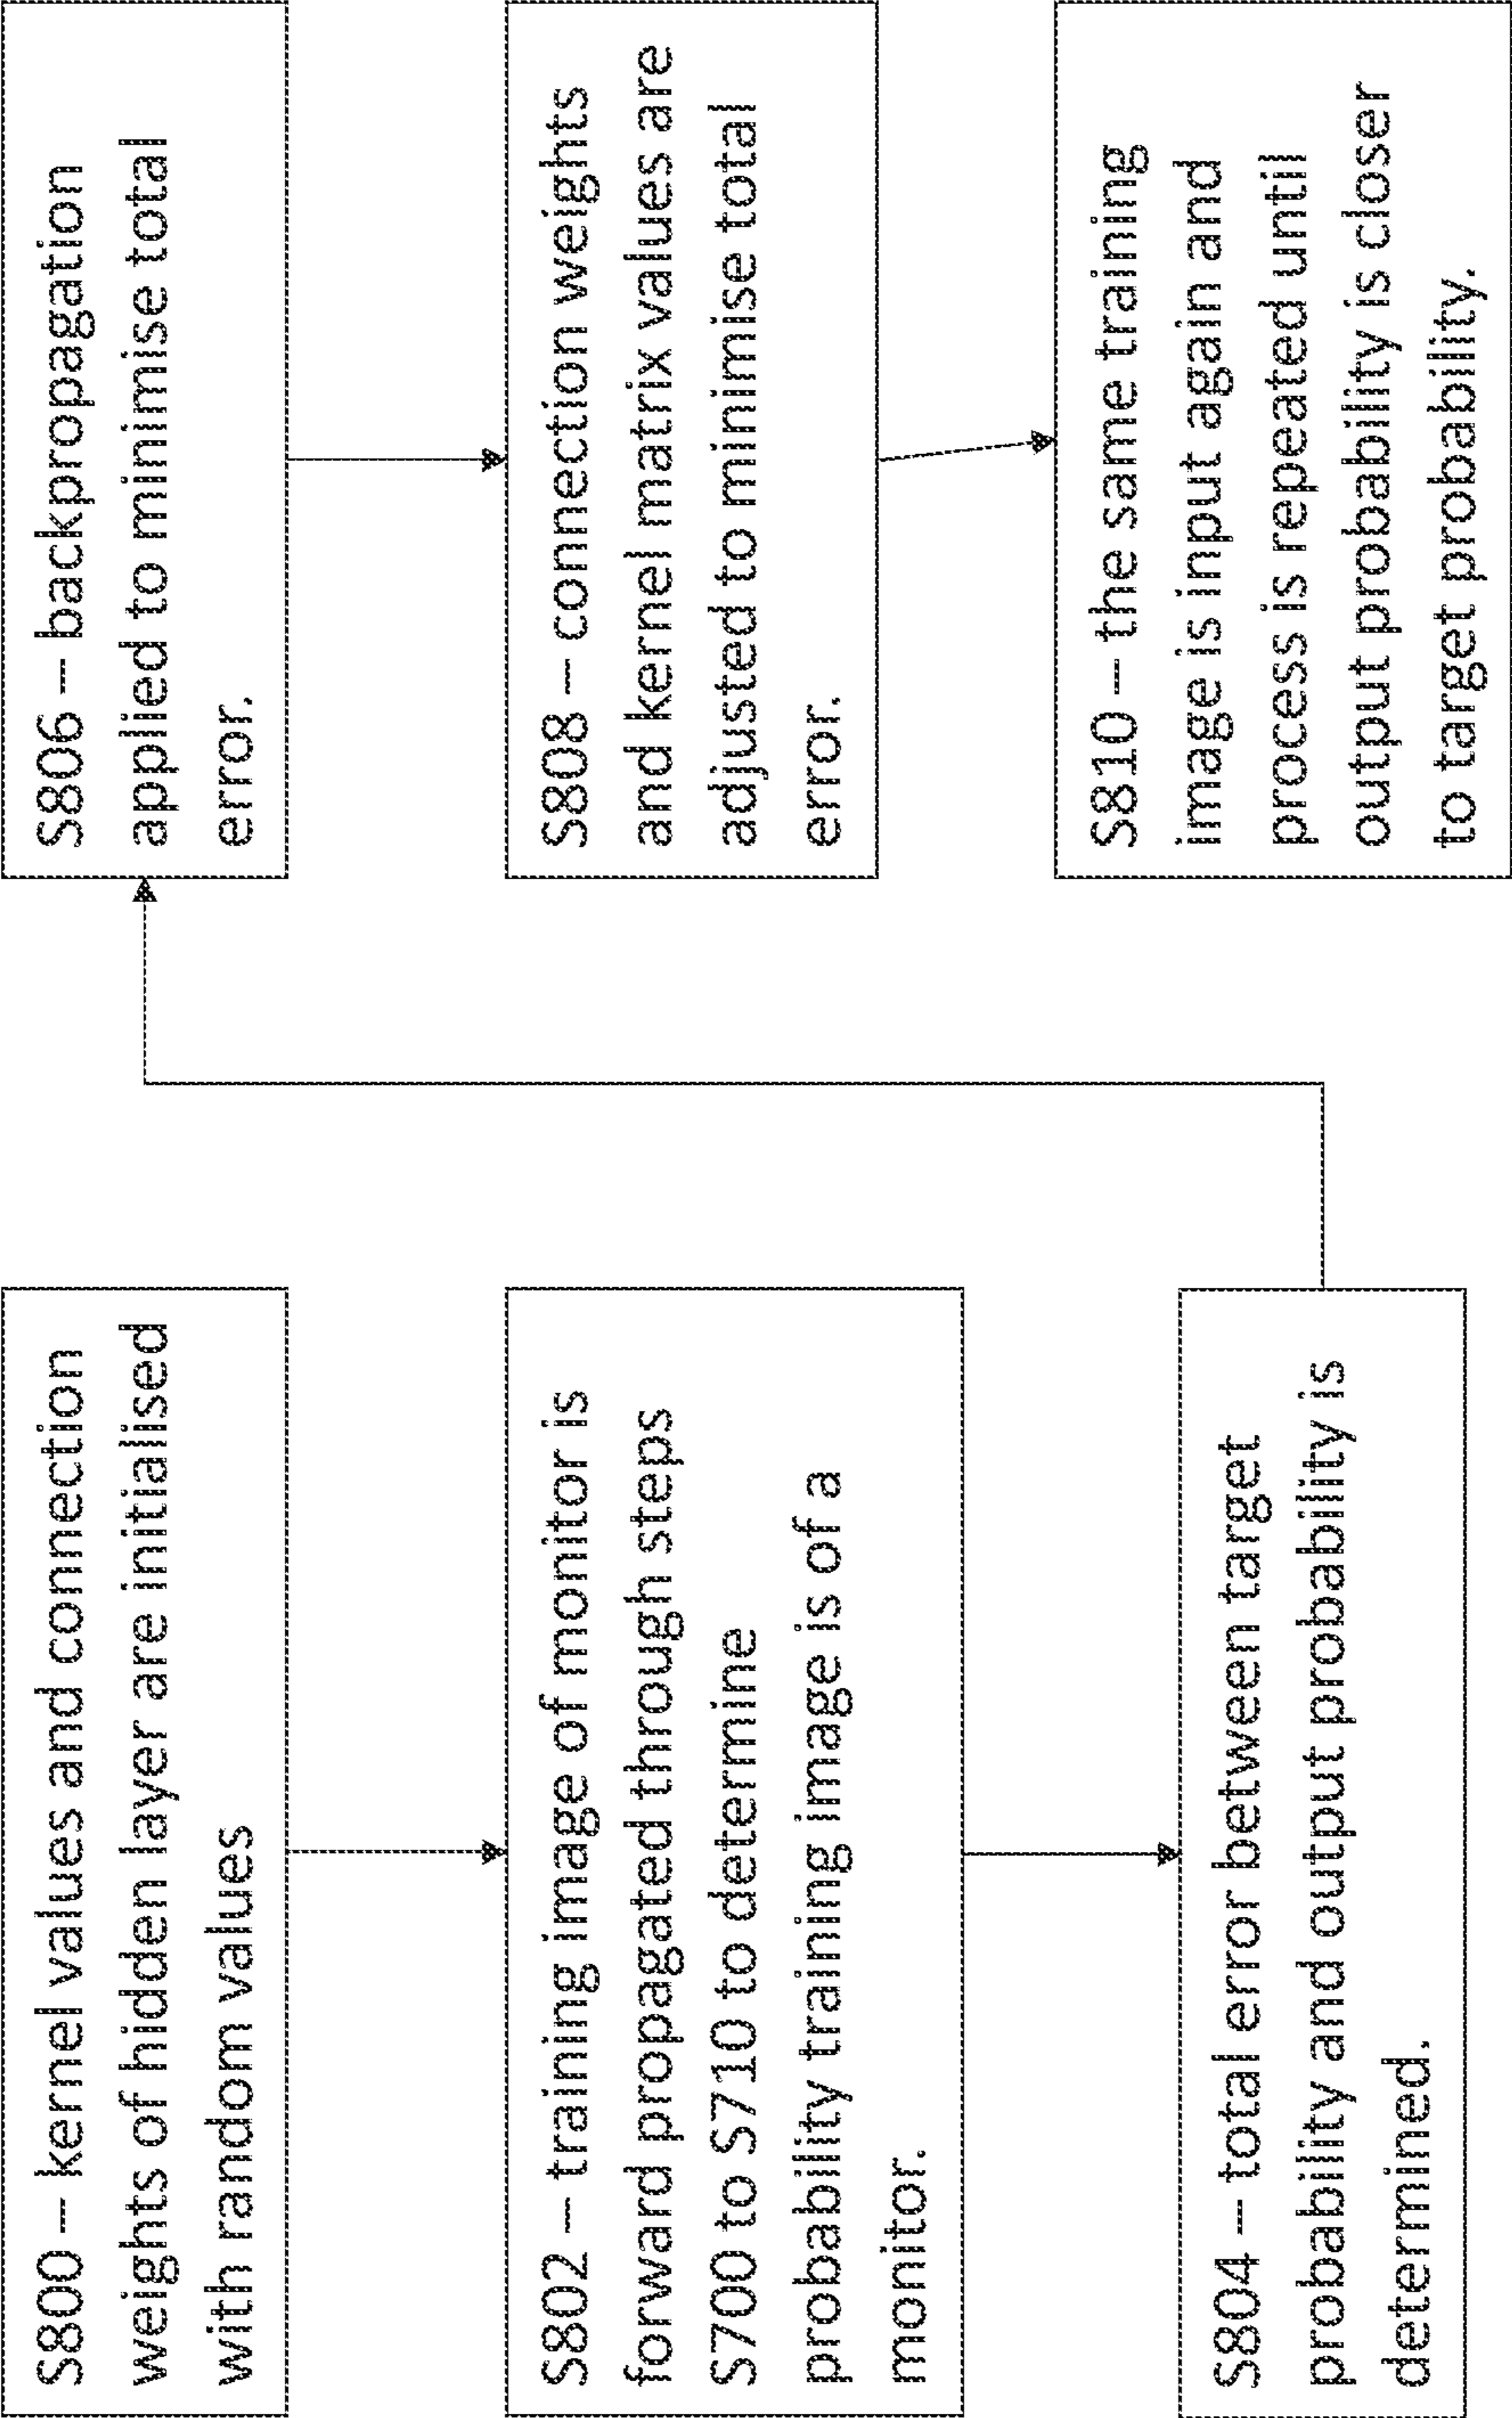 S800 – kernel values and connection
weights of hidden layer are initialised
with random values
S802 – training image of monitor is
forward propagated through steps
S700 to S710 to determine
probability training image is of a
monitor.
S804 – total error between target
probability and output probability is
determined.
S806 – backpropagation
applied to minimise total
error.
S808 – connection weights
and kernel matrix values are
adjusted to minimise total
error.
S810 – the same training
image is input again and
process is repeated until
output probability is closer
to target probability.